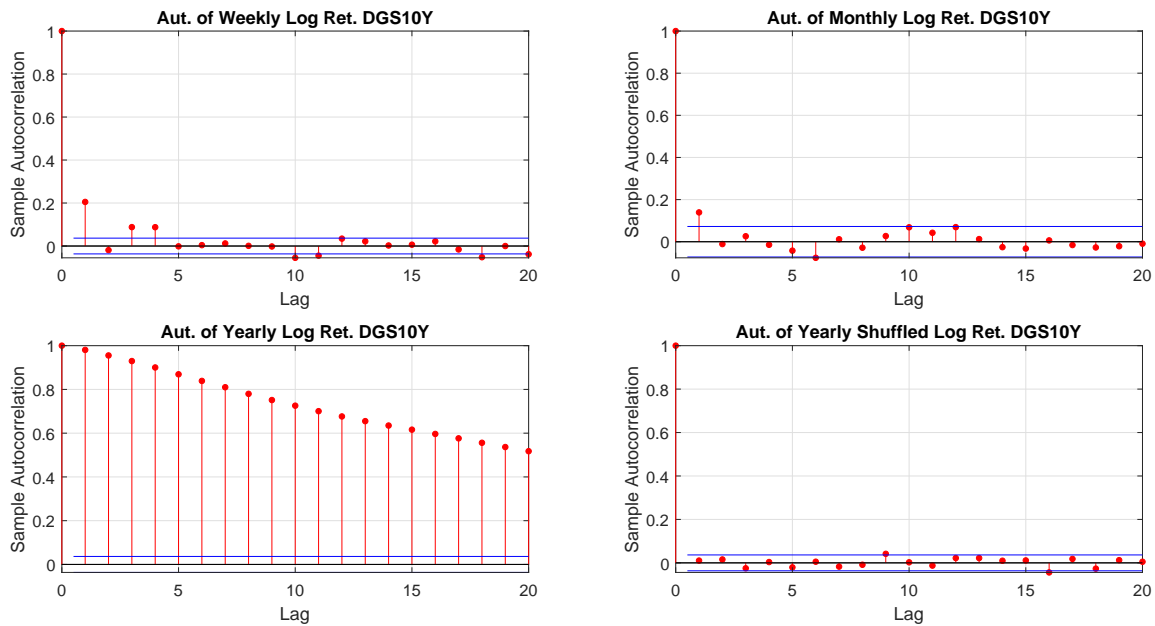 Aut. of Weekly Log Ret. DGS10Y
1
0.8
0.6
0.4
0.2
0
0 5 10 15 20
Sample Autocorrelation
Lag
Aut. of Monthly Log Ret. DGS10Y
1
0.8
0.6
0.4
0.2
0
0 5 10 15 20
Sample Autocorrelation
Lag
Aut. of Yearly Log Ret. DGS10Y
1
0.8
0.6
0.4
0.2
0
0 5 10 15 20
Sample Autocorrelation
Lag
Aut. of Yearly Shuffled Log Ret. DGS10Y
1
0.8
0.6
0.4
0.2
0
0 5 10 15 20
Sample Autocorrelation
Lag